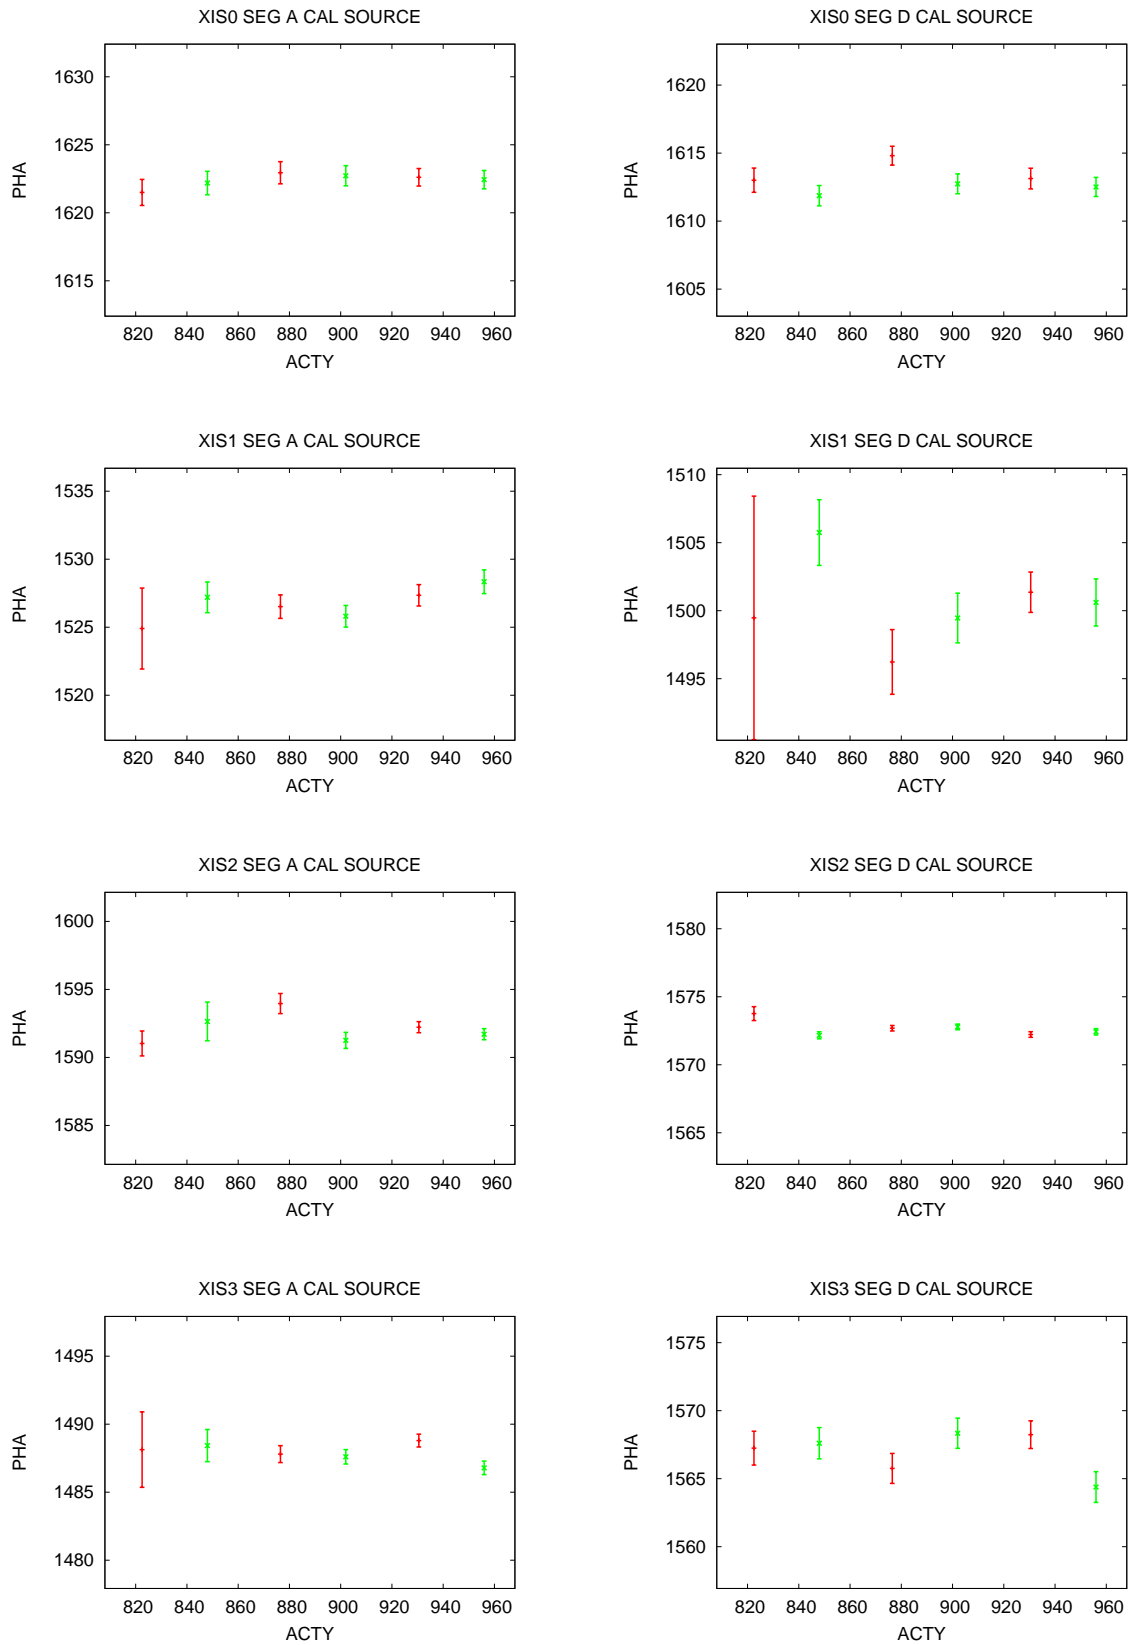 XIS0 SEG A CAL SOURCE
PHA
1630
1625
1620
1615
820 840 860 880 900 920 940 960
ACTY
XIS0 SEG D CAL SOURCE
PHA
1620
1615
1610
1605
820 840 860 880 900 920 940 960
ACTY
XIS1 SEG A CAL SOURCE
PHA
1535
1530
1525
1520
820 840 860 880 900 920 940 960
ACTY
XIS1 SEG D CAL SOURCE
PHA
1510
1505
1500
1495
820 840 860 880 900 920 940 960
ACTY
XIS2 SEG A CAL SOURCE
PHA
1600
1595
1590
1585
820 840 860 880 900 920 940 960
ACTY
XIS2 SEG D CAL SOURCE
PHA
1580
1575
1570
1565
820 840 860 880 900 920 940 960
ACTY
XIS3 SEG A CAL SOURCE
PHA
1495
1490
1485
1480
820 840 860 880 900 920 940 960
ACTY
XIS3 SEG D CAL SOURCE
PHA
1575
1570
1565
1560
820 840 860 880 900 920 940 960
ACTY